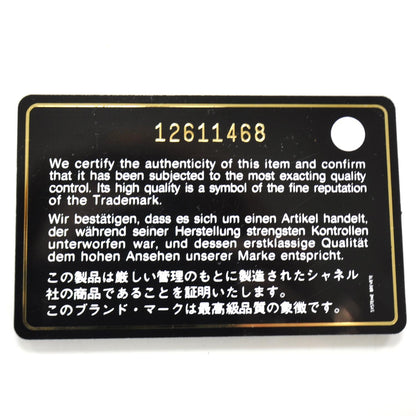 12611468
We certify the authenticity of this item and confirm
that it has been subjected to the most exacting quality
control. Its high quality is a symbol of the fine reputation
of the Trademark.
Wir bestätigen, dass es sich um einen Artikel handelt,
der während seiner Herstellung strengsten Kontrollen
unterworfen war, und dessen erstklassige Qualität
dem hohen Ansehen unserer Marke entspricht.
この製品は厳しい管理のもとに製造されたシャネル
社の商品であることを証明いたします。
このブランド・マークは最高級品質の象徴です。